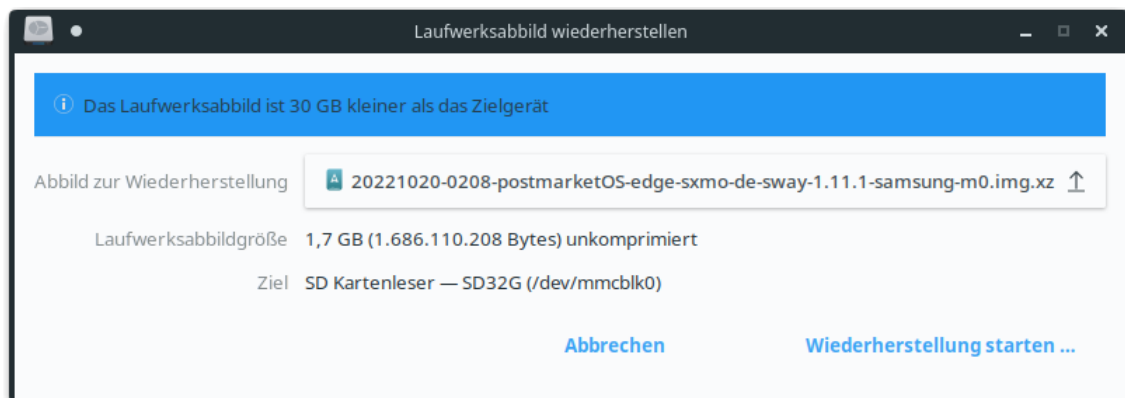 Laufwerksabbild wiederherstellen
Das Laufwerksabbild ist 30 GB kleiner als das Zielgerät
Abbild zur Wiederherstellung 20221020-0208-postmarketOS-edge-sxmo-de-sway-1.11.1-samsung-m0.img.xz
Laufwerksabbildgröße 1,7 GB (1.686.110.208 Bytes) unkomprimiert
Ziel SD Kartenleser — SD32G (/dev/mmcblk0)
Abbrechen Wiederherstellung starten ...